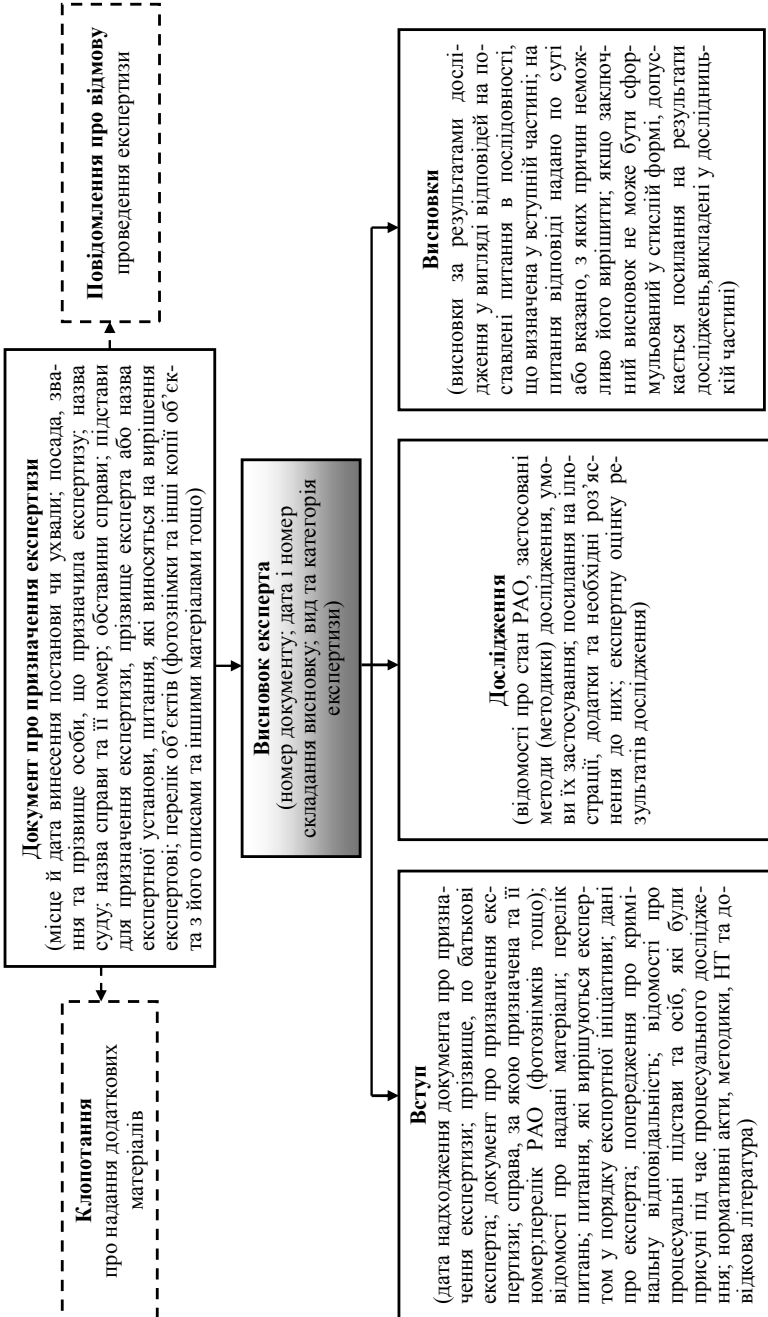 Клопотання
про надання додаткових
матеріалів
Документ про призначення експертизи
(місце й дата винесення постанови чи ухвали; посада, зва-
ння та прізвище особи, що призначила експертизу; назва
суду; назва справи та її номер; обставини справи; підстави
для призначення експертизи, прізвище експерта або назва
експертної установи, питання, які виносяться на вирішення
експертові; перелік об’єктів (фотознімки та інші копії об’єк-
та з його описами та іншими матеріалами тощо)
Повідомлення про відмову
проведення експертизи
Висновок експерта
(номер документу; дата і номер
складання висновку; вид та категорія
експертизи)
Вступ
(дата надходження документа про призна-
чення експертизи; прізвище, по батькові
експерта; документ про призначення екс-
пертизи; справа, за якою призначена та її
номер;перелік РАО (фотознімків тощо);
відомості про надані матеріали; перелік
питань; питання, які вирішуються експер-
том у порядку експортної ініціативи; дані
про експерта; попередження про кримі-
нальну відповідальність; відомості про
процесуальні підстави та осіб, які були
присуні під час процесуального дослідже-
ння; нормативні акти, методики, НТ та до-
відкова література)
Дослідження
(відомості про стан РАО, застосовані
методи (методики) дослідження, умо-
ви їх застосування; посилання на ілю-
страції, додатки та необхідні роз’яс-
нення до них; експертну оцінку ре-
зультатів дослідження)
Висновки
(висновки за результатами дослі-
дження у вигляді відповідей на по-
ставлені питання в послідовності,
що визначена у вступній частині; на
питання відповіді надано по суті
або вказано, з яких причин немож-
ливо його вирішити; якщо заключ-
ний висновок не може бути сфор-
мульований у стислій формі, допус-
кається посилання на результати
досліджень,викладені у дослідниць-
кій частині)